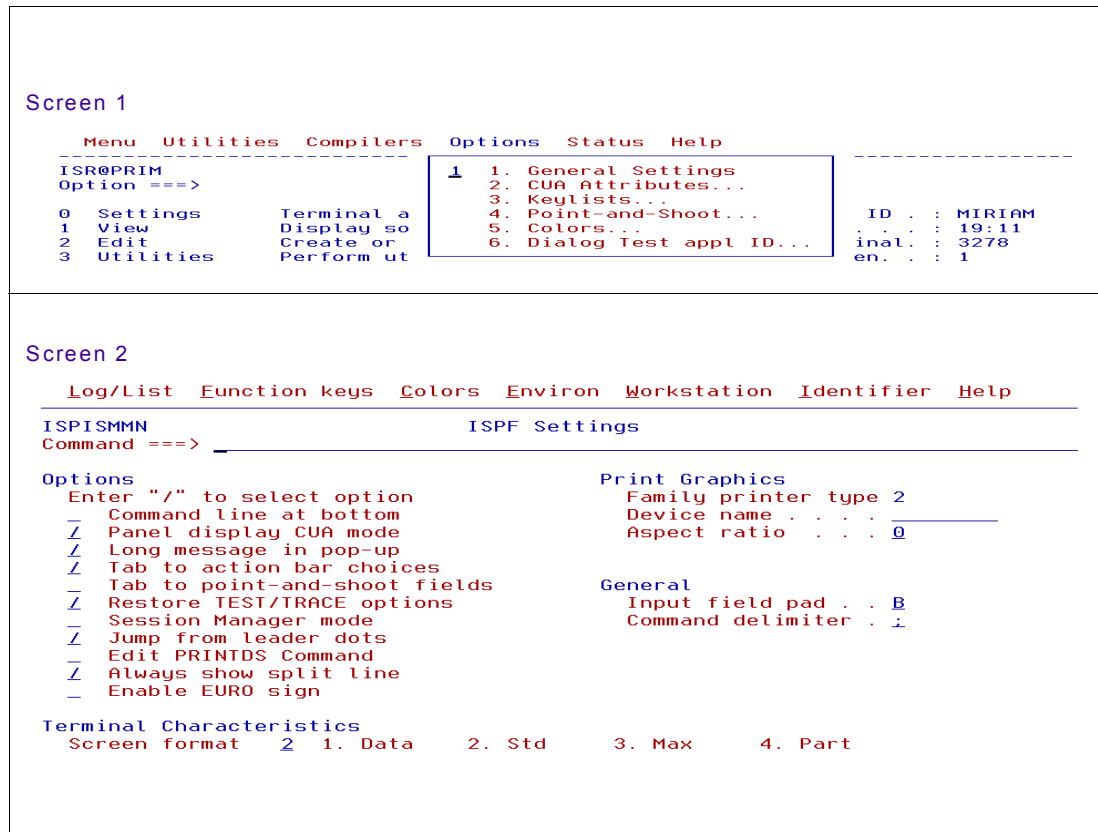 Screen 1
Menu Utilities Compilers Options Status Help
ISR@PRIM 1 1. General Settings
Option ===> 2. CUA Attributes...
3. Keylists...
0 Settings Terminal a 4. Point-and-Shoot... ID . : MIRIAM
1 View Display so 5. Colors... . . . : 19:11
2 Edit Create or 6. Dialog Test appl ID... inal. : 3278
3 Utilities Perform ut en. . : 1
Screen 2
Log/List Function keys Colors Environ Workstation Identifier Help
ISPISMMN ISPF Settings
Command ===> _
Options Print Graphics
Enter "/" to select option Family printer type 2
_ Command line at bottom Device name . . . .
/ Panel display CUA mode Aspect ratio . . . 0
/ Long message in pop-up
/ Tab to action bar choices
_ Tab to point-and-shoot fields General
/ Restore TEST/TRACE options Input field pad . . B
_ Session Manager mode Command delimiter . ;
/ Jump from leader dots
_ Edit PRINTDS Command
/ Always show split line
_ Enable EURO sign
Terminal Characteristics
Screen format 2 1. Data 2. Std 3. Max 4. Part